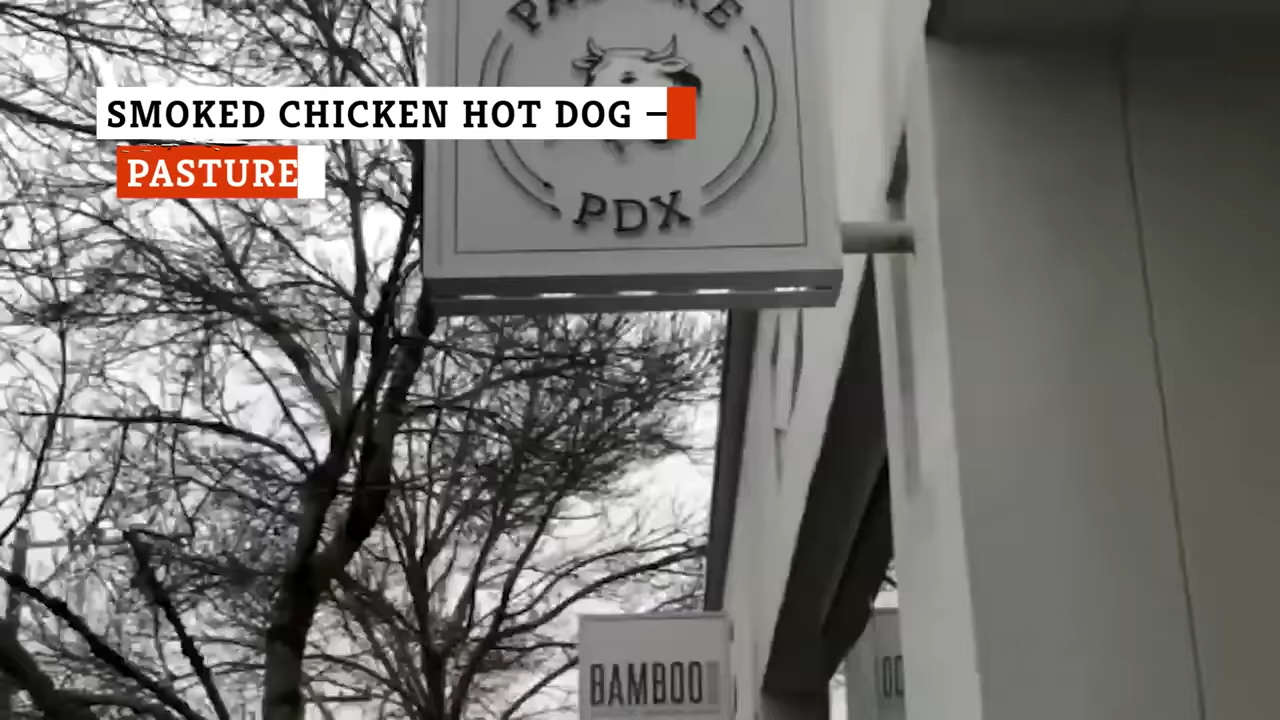 SMOKED CHICKEN HOT DOG –
PASTURE
PDX
BAMBOO